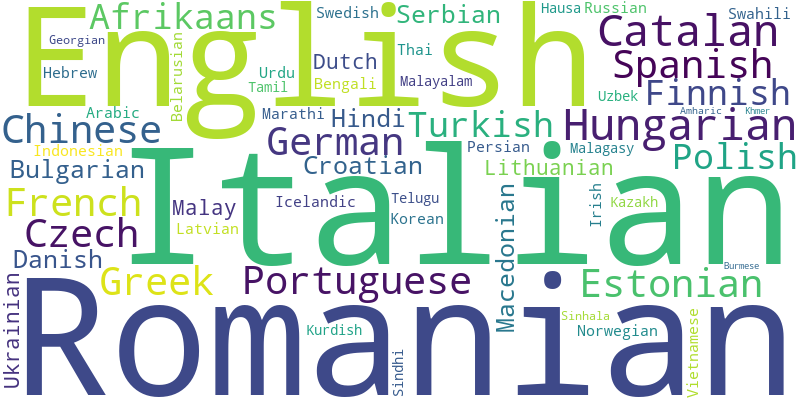 English
Afrikaans
Swedish
Serbian
Hausa
Russian
Swahili
Catalan
Georgian
Belarusian
Thai
Dutch
Spanish
Hebrew
Urdu
Tamil
Bengali
Malayalam
Finnish
Uzbek
Arabic
Marathi
Hindi
Turkish
Hungarian
Amharic
Khmer
Chinese
German
Persian
Malagasy
Polish
Indonesian
Italian
Bulgarian
Croatian
Lithuanian
French
Malay
Icelandic
Telugu
Korean
Macedonian
Irish
Kazakh
Czech
Latvian
Danish
Greek
Portuguese
Estonian
Burmese
Ukrainian
Romanian
Kurdish
Sindhi
Sinhala
Norwegian
Vietnamese